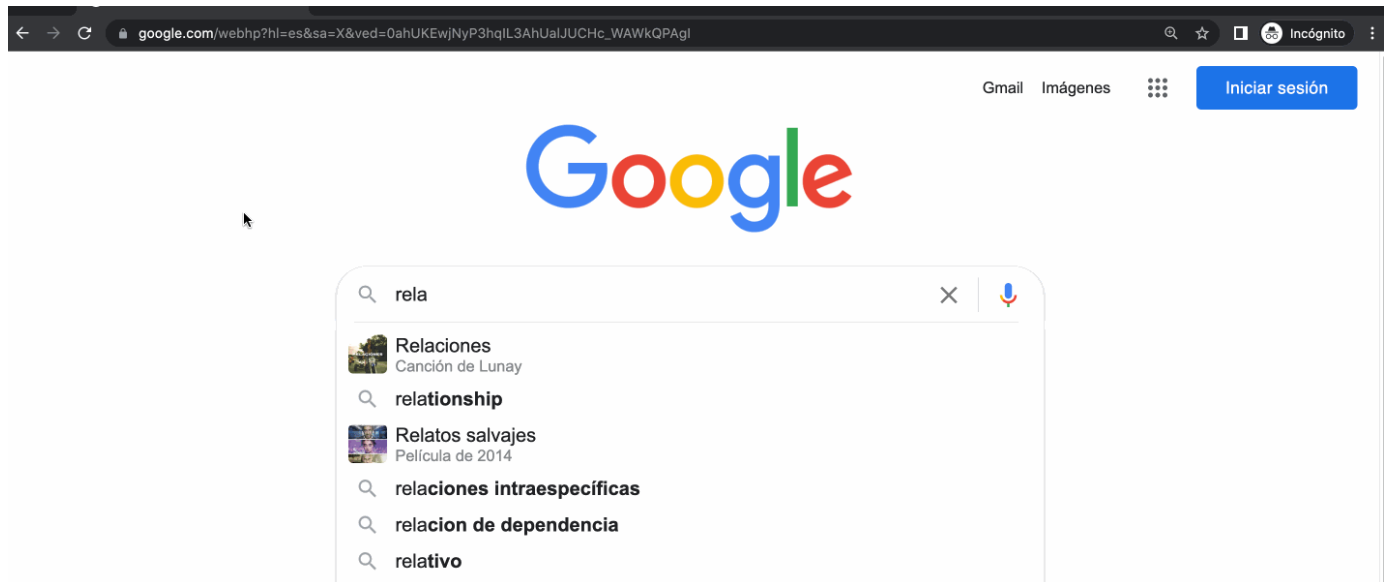 google.com/webhp?hl=es&sa=X&ved=0ahUKEwjNyP3hqIL3AhUalJUCHc_WAWkQPAgI
Incógnito
Gmail Imágenes Iniciar sesión
Google
rela
Relaciones
Canción de Lunay
relationship
Relatos salvajes
Película de 2014
relaciones intraespecíficas
relacion de dependencia
relativo